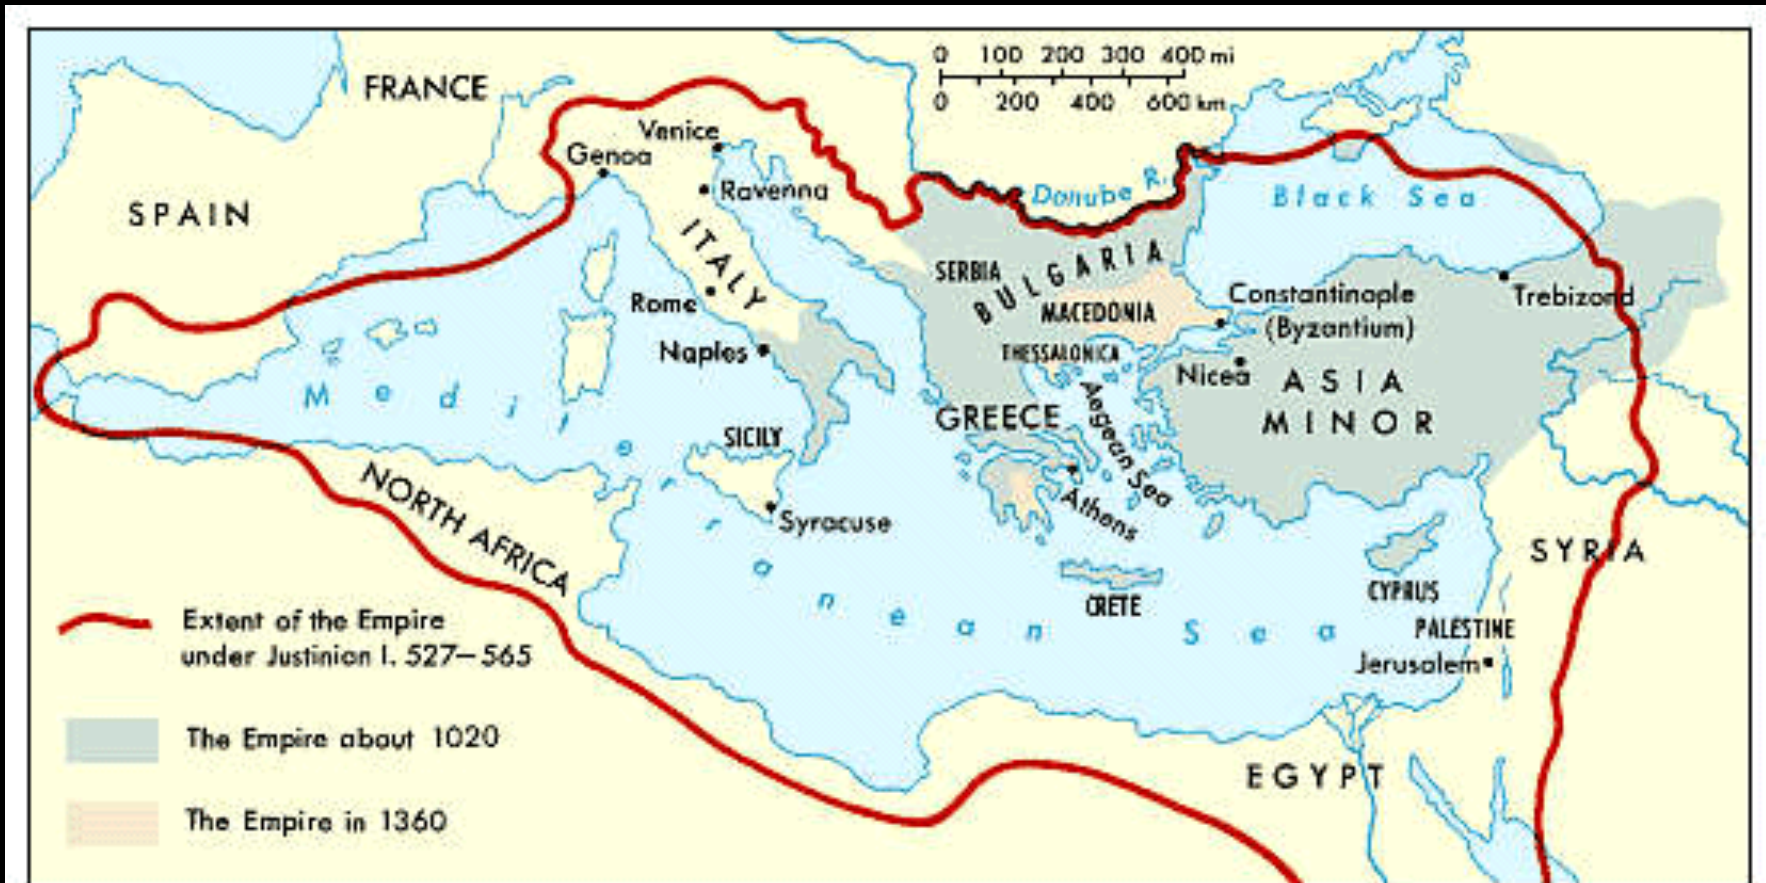 0 100 200 300 400 mi
0 200 400 600 km
FRANCE
Venice
Genoa
Ravenna
Danube R.
Black Sea
SPAIN
ITALY
SERBIA
BULGARIA
Rome
MACEDONIA
Constantinople
(Byzantium)
Trebizond
Naples
THESSALONICA
Nicea
ASIA
MINOR
Mediterranean Sea
GREECE
Aegean Sea
SICILY
Athens
Syracuse
NORTH AFRICA
SYRIA
CYPRUS
CRETE
PALESTINE
Jerusalem
Extent of the Empire
under Justinian I. 527–565
The Empire about 1020
EGYPT
The Empire in 1360